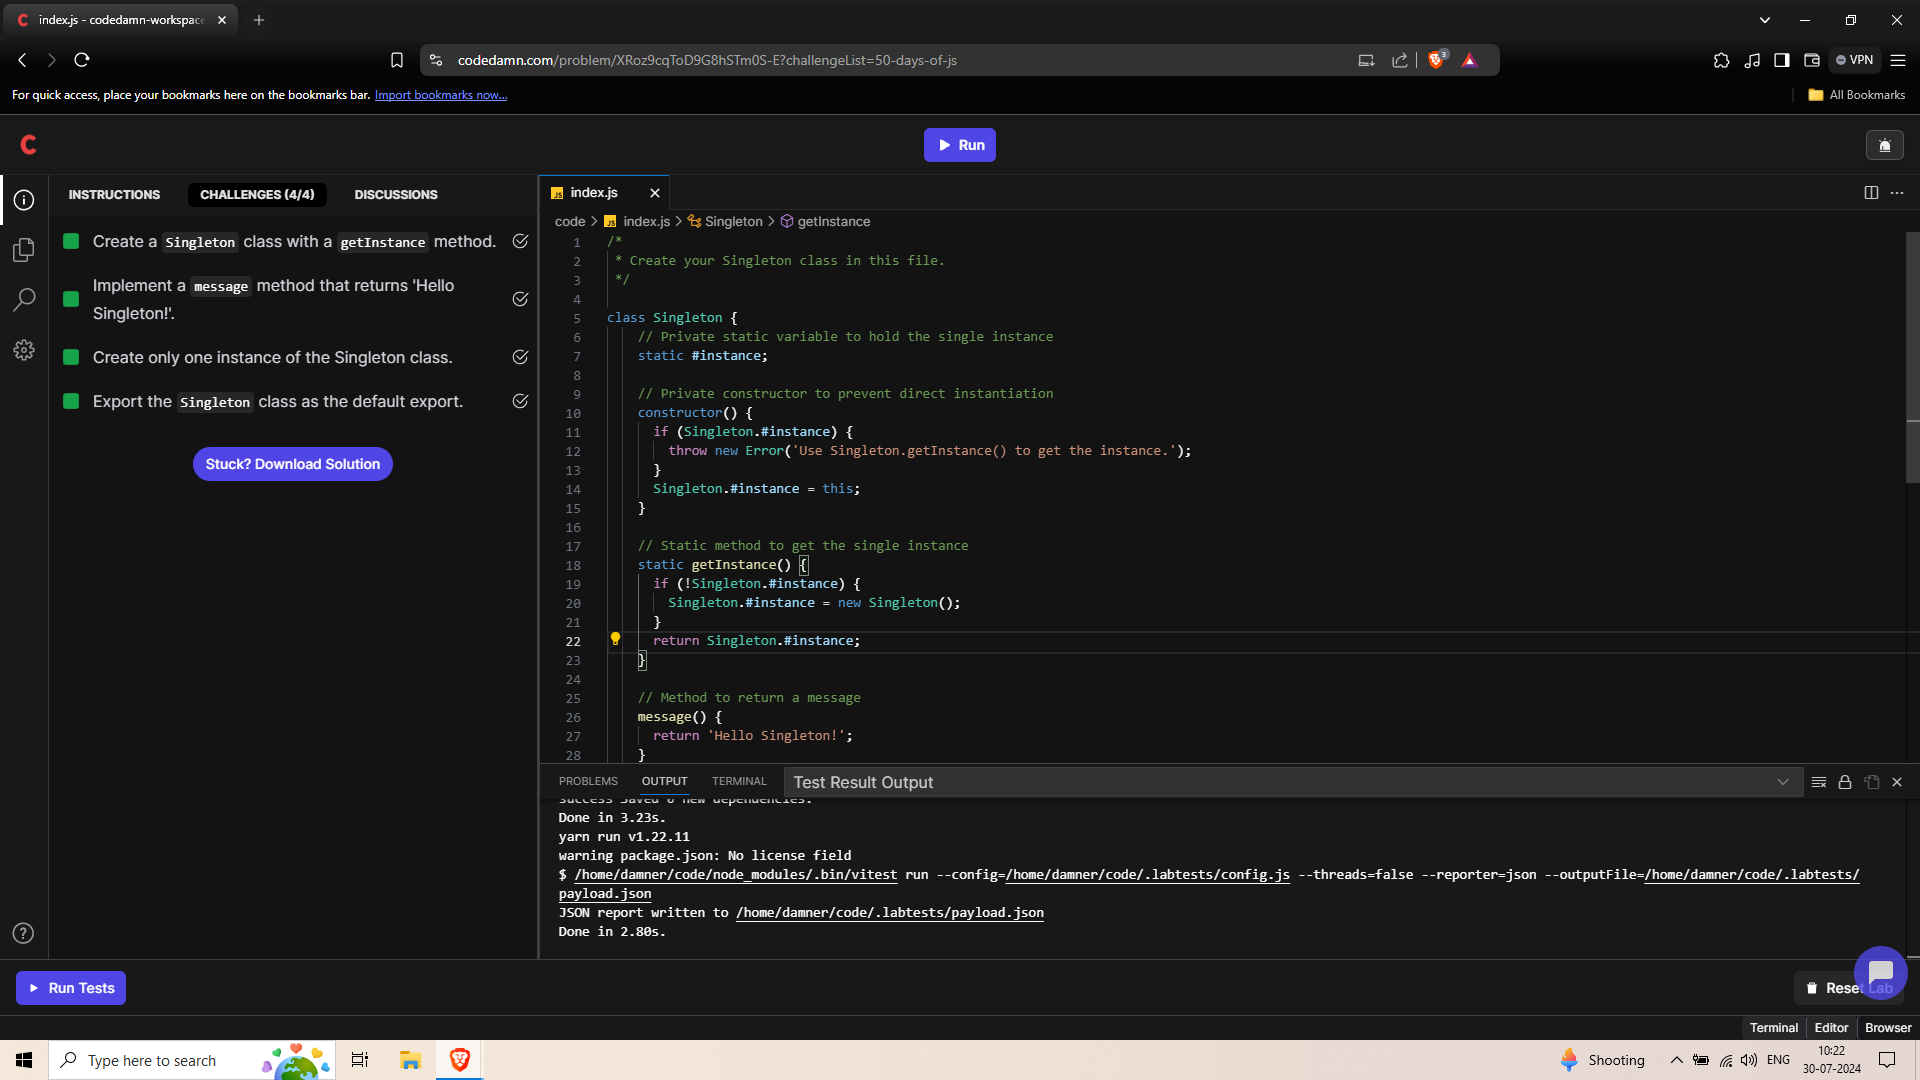 index.js - codedamn-workspace
codedamn.com/problem/XRoz9cqToD9G8hSTm0S-E?challengeList=50-days-of-js
3
VPN
For quick access, place your bookmarks here on the bookmarks bar. Import bookmarks now...
All Bookmarks
Run
INSTRUCTIONS
CHALLENGES (4/4)
DISCUSSIONS
Create a Singleton class with a getInstance method.
Implement a message method that returns 'Hello
Singleton!'.
Create only one instance of the Singleton class.
Export the Singleton class as the default export.
Stuck? Download Solution
JS index.js
code > JS index.js > Singleton > getInstance
1 /*
2 * Create your Singleton class in this file.
3 */
4
5 class Singleton {
6 // Private static variable to hold the single instance
7 static #instance;
8
9 // Private constructor to prevent direct instantiation
10 constructor() {
11 if (Singleton.#instance) {
12 throw new Error('Use Singleton.getInstance() to get the instance.');
13 }
14 Singleton.#instance = this;
15 }
16
17 // Static method to get the single instance
18 static getInstance() {
19 if (!Singleton.#instance) {
20 Singleton.#instance = new Singleton();
21 }
22 return Singleton.#instance;
23 }
24
25 // Method to return a message
26 message() {
27 return 'Hello Singleton!';
28 }
PROBLEMS
OUTPUT
TERMINAL
Test Result Output
success Saved 6 new dependencies.
Done in 3.23s.
yarn run v1.22.11
warning package.json: No license field
$ /home/damner/code/node_modules/.bin/vitest run --config=/home/damner/code/.labtests/config.js --threads=false --reporter=json --outputFile=/home/damner/code/.labtests/
payload.json
JSON report written to /home/damner/code/.labtests/payload.json
Done in 2.80s.
Run Tests
Reset Lab
Terminal
Editor
Browser
Type here to search
Shooting
ENG
10:22
30-07-2024